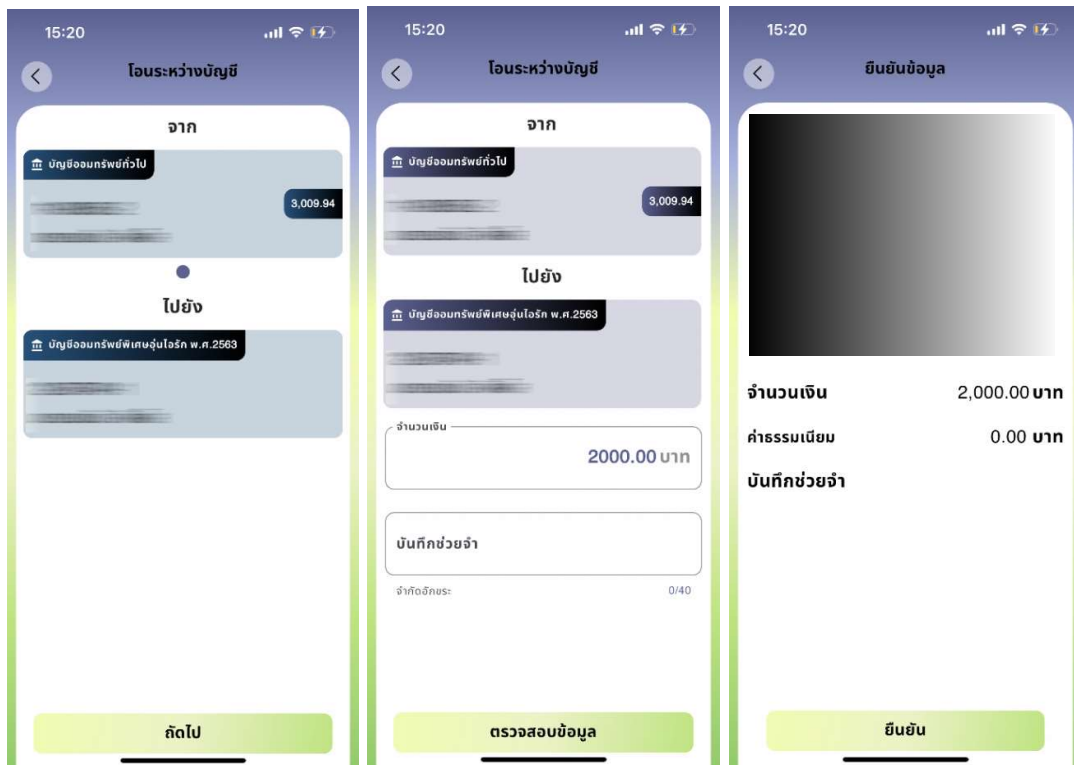 15:20
โอนระหว่างบัญชี
จาก
บัญชีออมทรัพย์ทั่วไป
3,009.94
ไปยัง
บัญชีออมทรัพย์พิเศษอุ่นไอรัก พ.ศ.2563
ถัดไป
15:20
โอนระหว่างบัญชี
จาก
บัญชีออมทรัพย์ทั่วไป
3,009.94
ไปยัง
บัญชีออมทรัพย์พิเศษอุ่นไอรัก พ.ศ.2563
จำนวนเงิน
2000.00 บาท
บันทึกช่วยจำ
จำกัดอักขระ 0/40
ตรวจสอบข้อมูล
15:20
ยืนยันข้อมูล
จำนวนเงิน 2,000.00 บาท
ค่าธรรมเนียม 0.00 บาท
บันทึกช่วยจำ
ยืนยัน